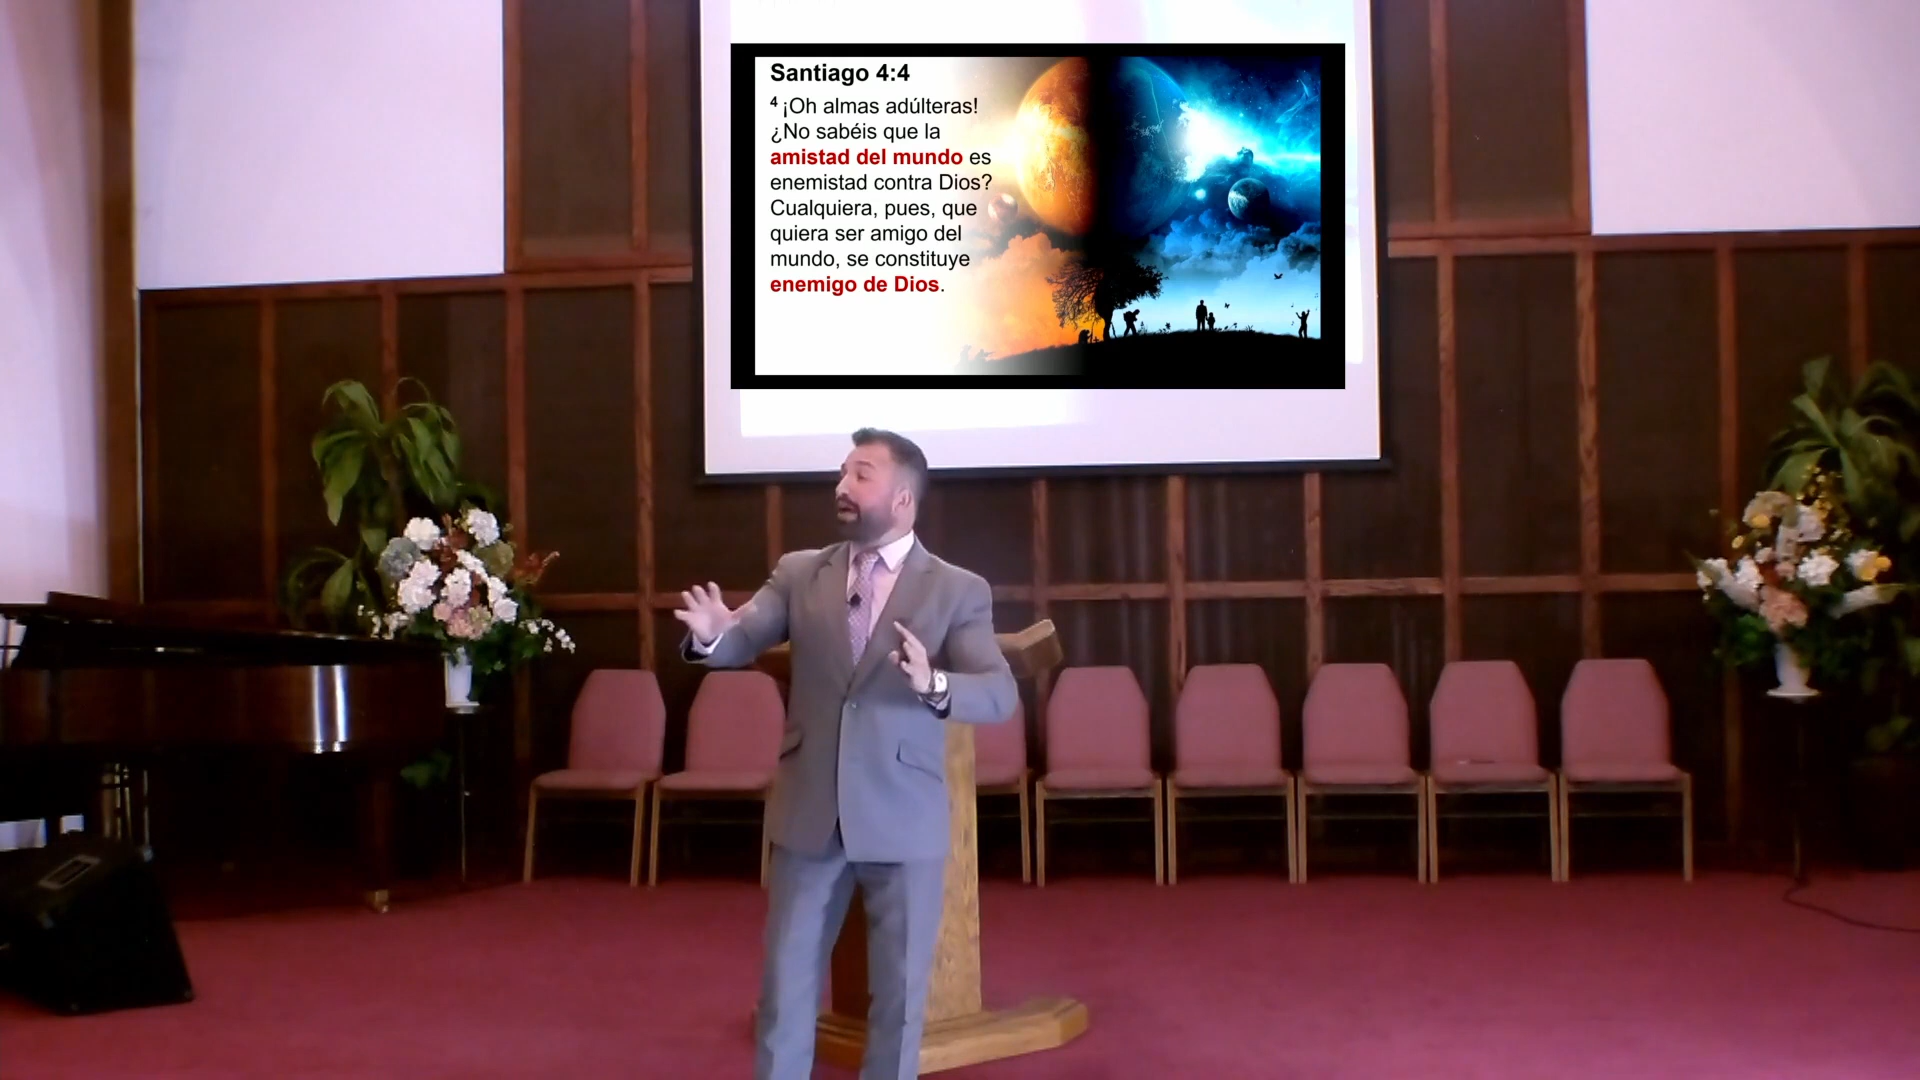 Santiago 4:4
4 ¡Oh almas adúlteras!
¿No sabéis que la
amistad del mundo es
enemistad contra Dios?
Cualquiera, pues, que
quiera ser amigo del
mundo, se constituye
enemigo de Dios.